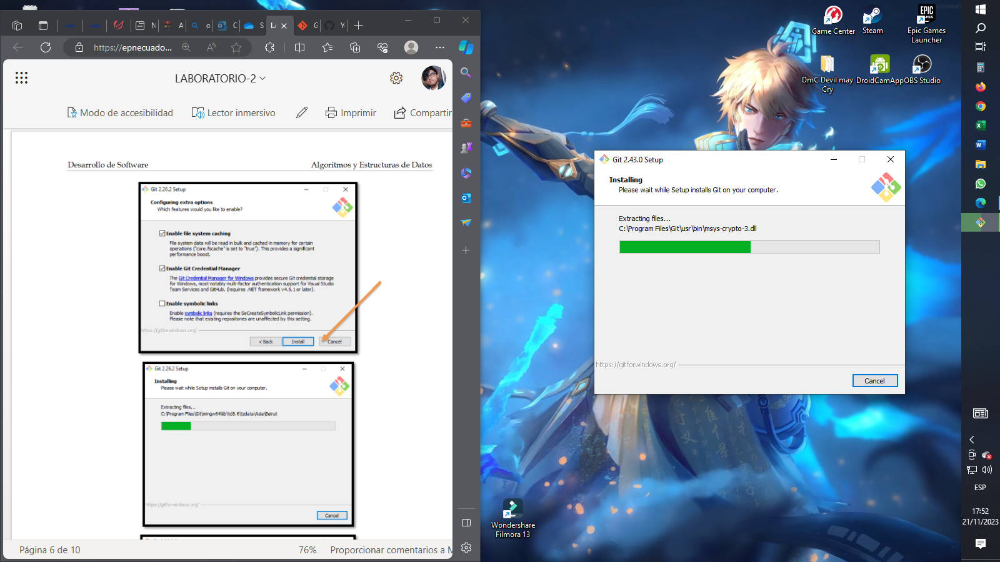 https://epnecuado...
LABORATORIO-2
Modo de accesibilidad
Lector inmersivo
Imprimir
Compartir
Desarrollo de Software
Algoritmos y Estructuras de Datos
Git 2.26.2 Setup
Configuring extra options
Which features would you like to enable?
Enable file system caching
File system data will be read in bulk and cached in memory for certain
operations ("core.fscache" is set to "true"). This provides a significant
performance boost.
Enable Git Credential Manager
The Git Credential Manager for Windows provides secure Git credential storage
for Windows, most notably multi-factor authentication support for Visual Studio
Team Services and GitHub. (requires .NET framework v4.5.1 or later).
Enable symbolic links
Enable symbolic links (requires the SeCreateSymbolicLink permission).
Please note that existing repositories are unaffected by this setting.
https://gitforwindows.org/
< Back
Install
Cancel
Git 2.26.2 Setup
Installing
Please wait while Setup installs Git on your computer.
Extracting files...
C:\Program Files\Git\mingw64\lib\tcl8.6\tzdata\Asia\Beirut
https://gitforwindows.org/
Cancel
Página 6 de 10
76%
Proporcionar comentarios a M
Game Center
Steam
EPIC
GAMES
Epic Games
Launcher
DmC Devil may
Cry
DroidCamApp
OBS Studio
Git 2.43.0 Setup
Installing
Please wait while Setup installs Git on your computer.
Extracting files...
C:\Program Files\Git\usr\bin\msys-crypto-3.dll
https://gitforwindows.org/
Cancel
Wondershare
Filmora 13
ESP
17:52
21/11/2023